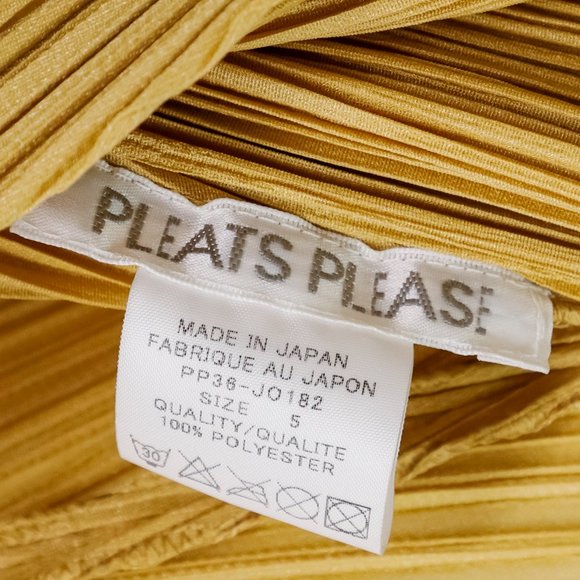 PLEATS PLEASE
MADE IN JAPAN
FABRIQUE AU JAPON
PP36-JO182
SIZE 5
QUALITY/QUALITE
100% POLYESTER
30